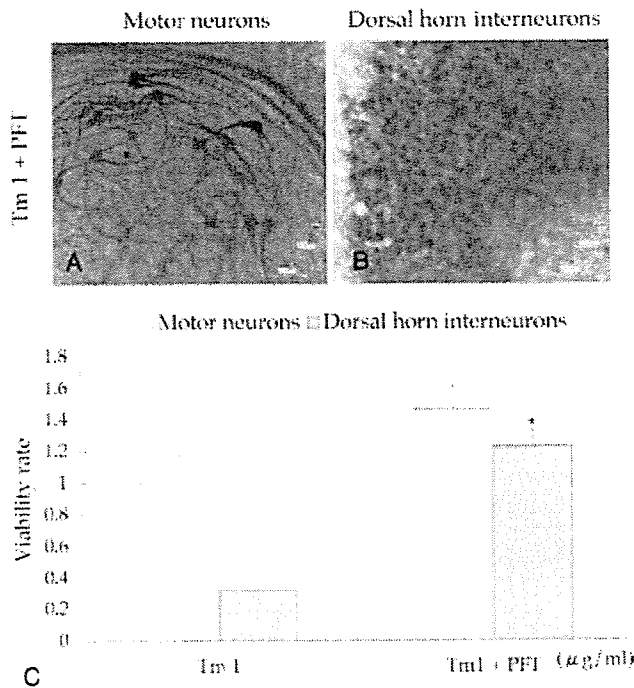 Motor neurons Dorsal horn interneurons
Tm 1 + PFT
A B
Motor neurons Dorsal horn interneurons
Viability rate
1.8
1.6
1.4
1.2
1
0.8
0.6
0.4
0.2
0
Tm 1 Tm1 + PFT (μg/ml)
*
C